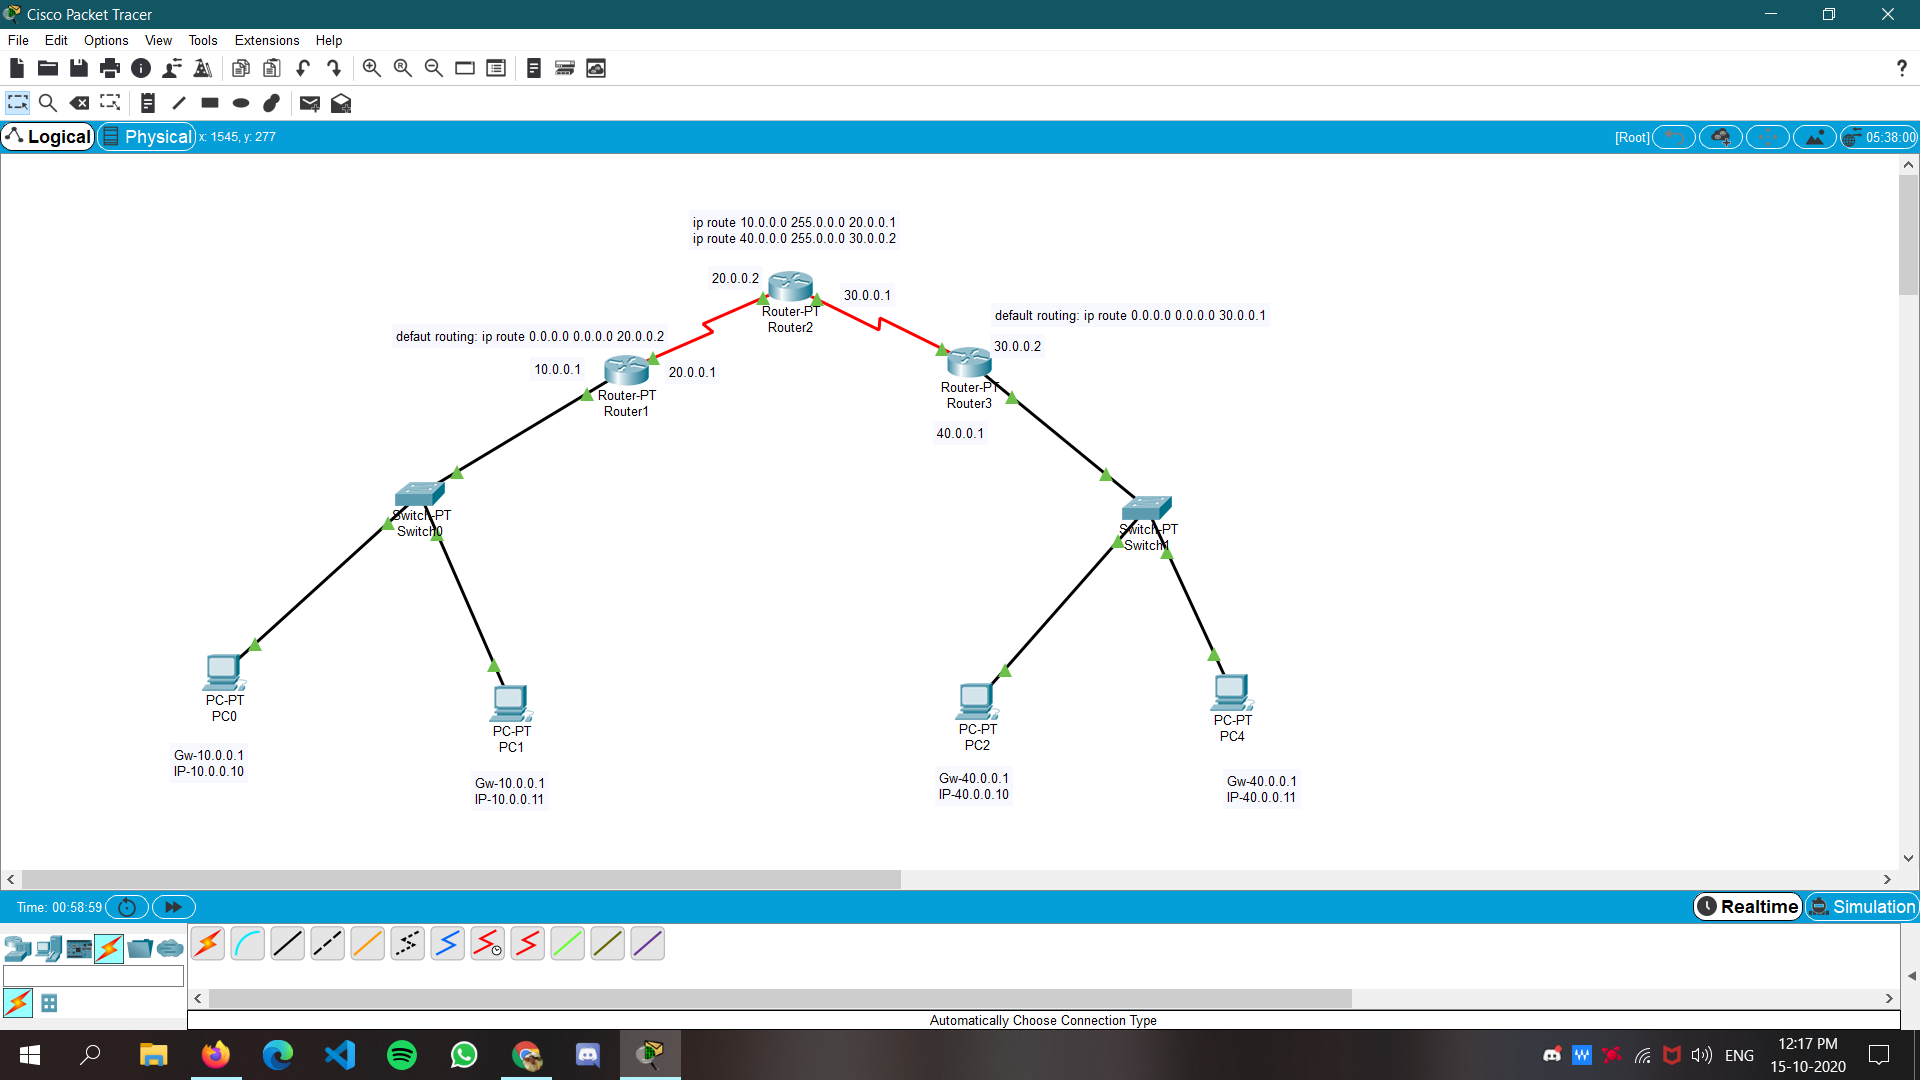 Cisco Packet Tracer
File Edit Options View Tools Extensions Help
?
Logical Physical x: 1545, y: 277 [Root] 05:38:00
ip route 10.0.0.0 255.0.0.0 20.0.0.1
ip route 40.0.0.0 255.0.0.0 30.0.0.2
20.0.0.2
30.0.0.1
Router-PT
Router2
default routing: ip route 0.0.0.0 0.0.0.0 30.0.0.1
defaut routing: ip route 0.0.0.0 0.0.0.0 20.0.0.2
30.0.0.2
10.0.0.1
20.0.0.1
Router-PT
Router1
Router-PT
Router3
40.0.0.1
Switch-PT
Switch0
Switch-PT
Switch1
PC-PT
PC0
PC-PT
PC1
PC-PT
PC2
PC-PT
PC4
Gw-10.0.0.1
IP-10.0.0.10
Gw-10.0.0.1
IP-10.0.0.11
Gw-40.0.0.1
IP-40.0.0.10
Gw-40.0.0.1
IP-40.0.0.11
Time: 00:58:59 Realtime Simulation
Automatically Choose Connection Type
ENG
12:17 PM
15-10-2020